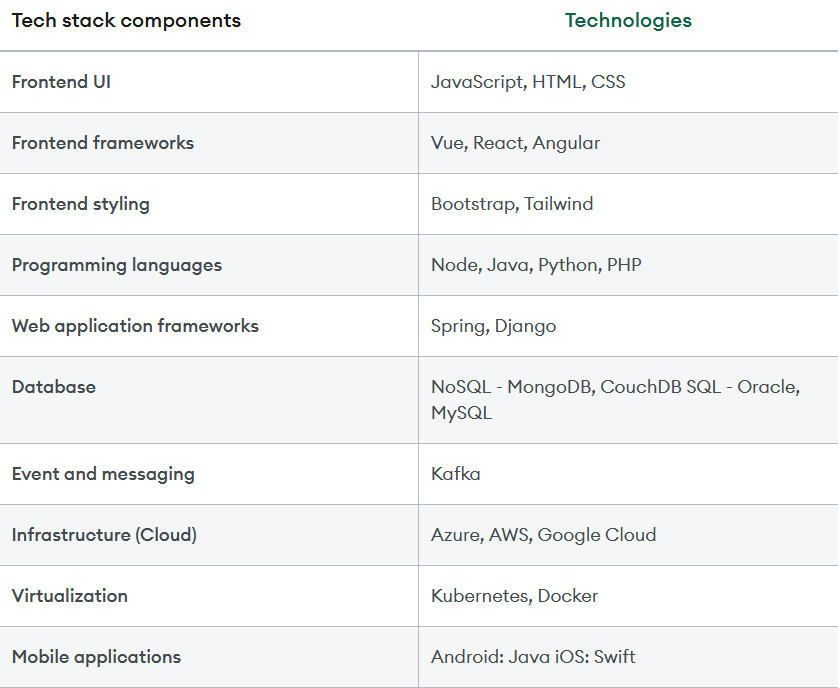 Tech stack components Technologies
Frontend UI JavaScript, HTML, CSS
Frontend frameworks Vue, React, Angular
Frontend styling Bootstrap, Tailwind
Programming languages Node, Java, Python, PHP
Web application frameworks Spring, Django
Database NoSQL - MongoDB, CouchDB SQL - Oracle,
MySQL
Event and messaging Kafka
Infrastructure (Cloud) Azure, AWS, Google Cloud
Virtualization Kubernetes, Docker
Mobile applications Android: Java iOS: Swift